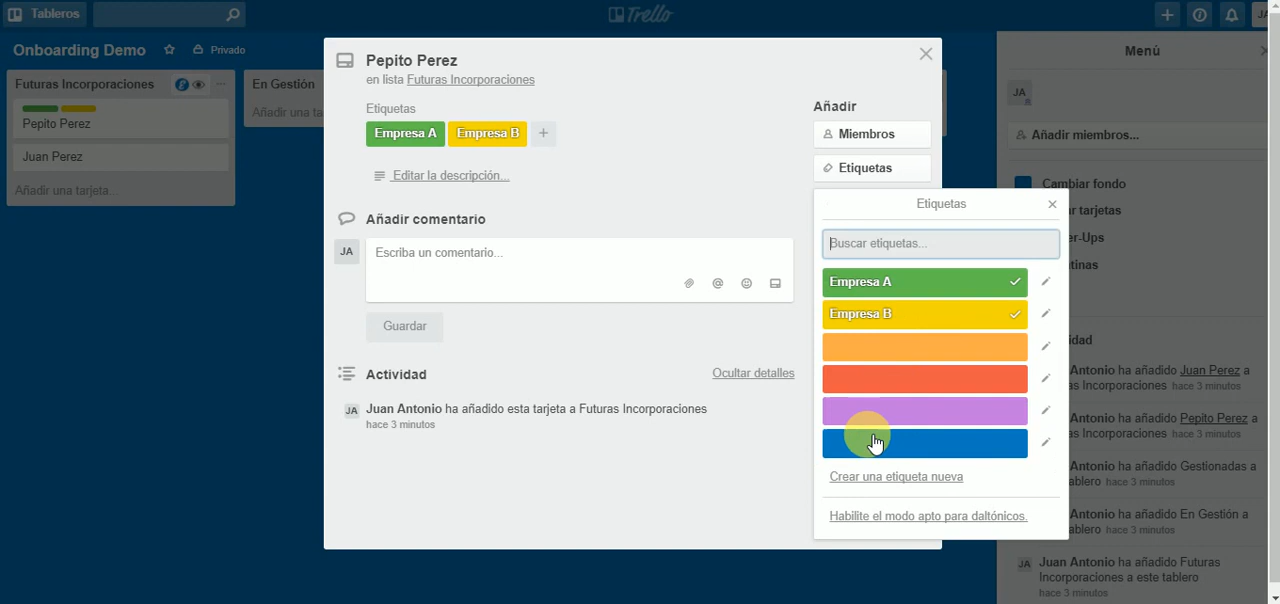 Tableros
Trello
JA
Onboarding Demo
Privado
Futuras Incorporaciones
Pepito Perez
Juan Perez
Añadir una tarjeta...
En Gestión
Añadir una ta
Pepito Perez
en lista Futuras Incorporaciones
Etiquetas
Empresa A
Empresa B
+
Editar la descripción...
Añadir comentario
JA
Escriba un comentario...
Guardar
Actividad
Ocultar detalles
JA
Juan Antonio ha añadido esta tarjeta a Futuras Incorporaciones
hace 3 minutos
Añadir
Miembros
Etiquetas
Etiquetas
Buscar etiquetas...
Empresa A
Empresa B
Crear una etiqueta nueva
Habilite el modo apto para daltónicos.
Menú
JA
Añadir miembros...
Cambiar fondo
r tarjetas
er-Ups
tinas
idad
Antonio ha añadido Juan Perez a
as Incorporaciones hace 3 minutos
Antonio ha añadido Pepito Perez a
as Incorporaciones hace 3 minutos
Antonio ha añadido Gestionadas a
ablero hace 3 minutos
Antonio ha añadido En Gestión a
ablero hace 3 minutos
JA
Juan Antonio ha añadido Futuras
Incorporaciones a este tablero
hace 3 minutos